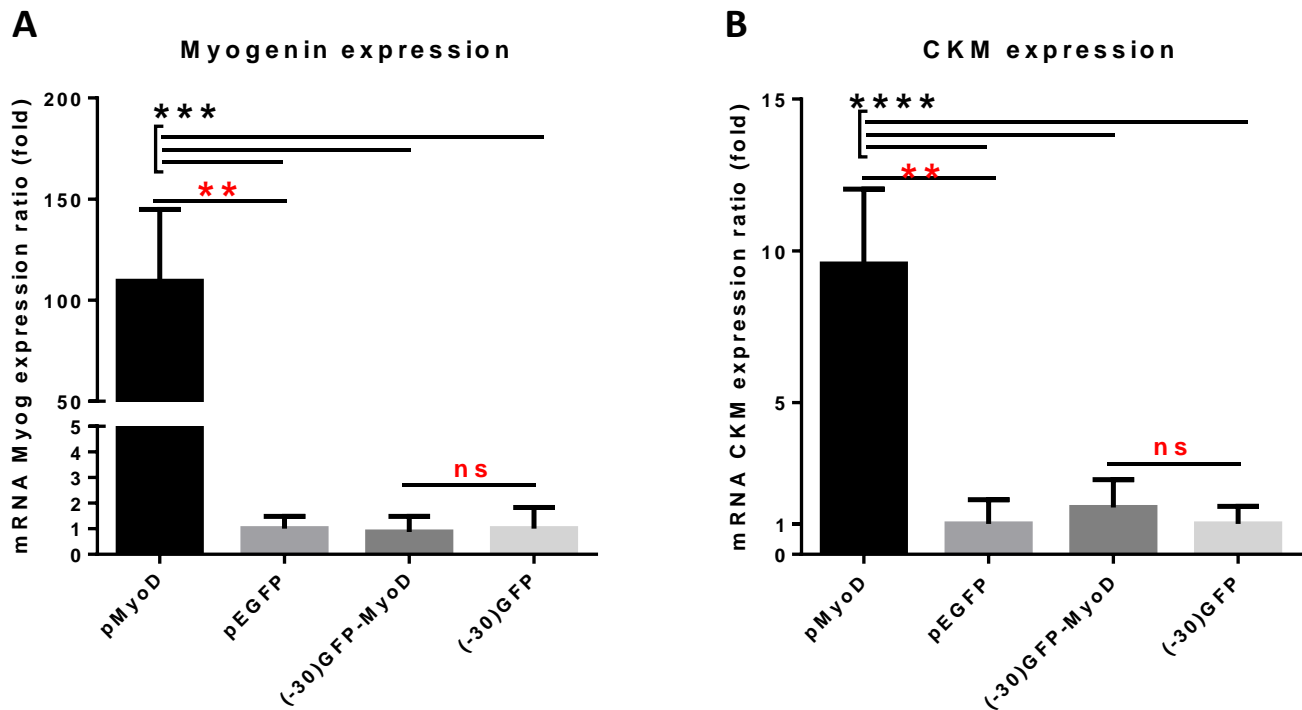 A
Myogenin expression
mRNA Myog expression ratio (fold)
200
150
100
50
5
4
3
2
1
0
***
**
ns
pMyoD
pEGFP
(-30)GFP-MyoD
(-30)GFP
B
CKM expression
mRNA CKM expression ratio (fold)
15
10
5
1
0
****
**
ns
pMyoD
pEGFP
(-30)GFP-MyoD
(-30)GFP